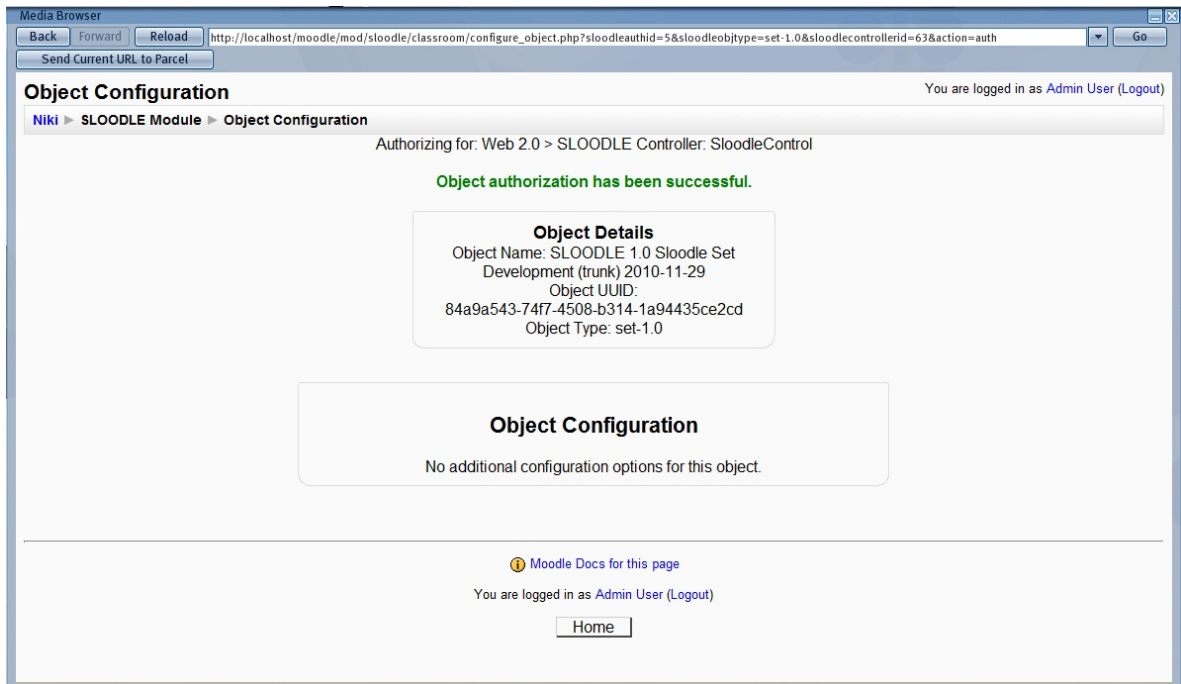 Media Browser
Back Forward Reload http://localhost/moodle/mod/sloodle/classroom/configure_object.php?sloodleauthid=5&sloodleobjtype=set-1.0&sloodlecontrollerid=63&action=auth Go
Send Current URL to Parcel
Object Configuration You are logged in as Admin User (Logout)
Niki ► SLOODLE Module ► Object Configuration
Authorizing for: Web 2.0 > SLOODLE Controller: SloodleControl
Object authorization has been successful.
Object Details
Object Name: SLOODLE 1.0 Sloodle Set
Development (trunk) 2010-11-29
Object UUID:
84a9a543-74f7-4508-b314-1a94435ce2cd
Object Type: set-1.0
Object Configuration
No additional configuration options for this object.
Moodle Docs for this page
You are logged in as Admin User (Logout)
Home